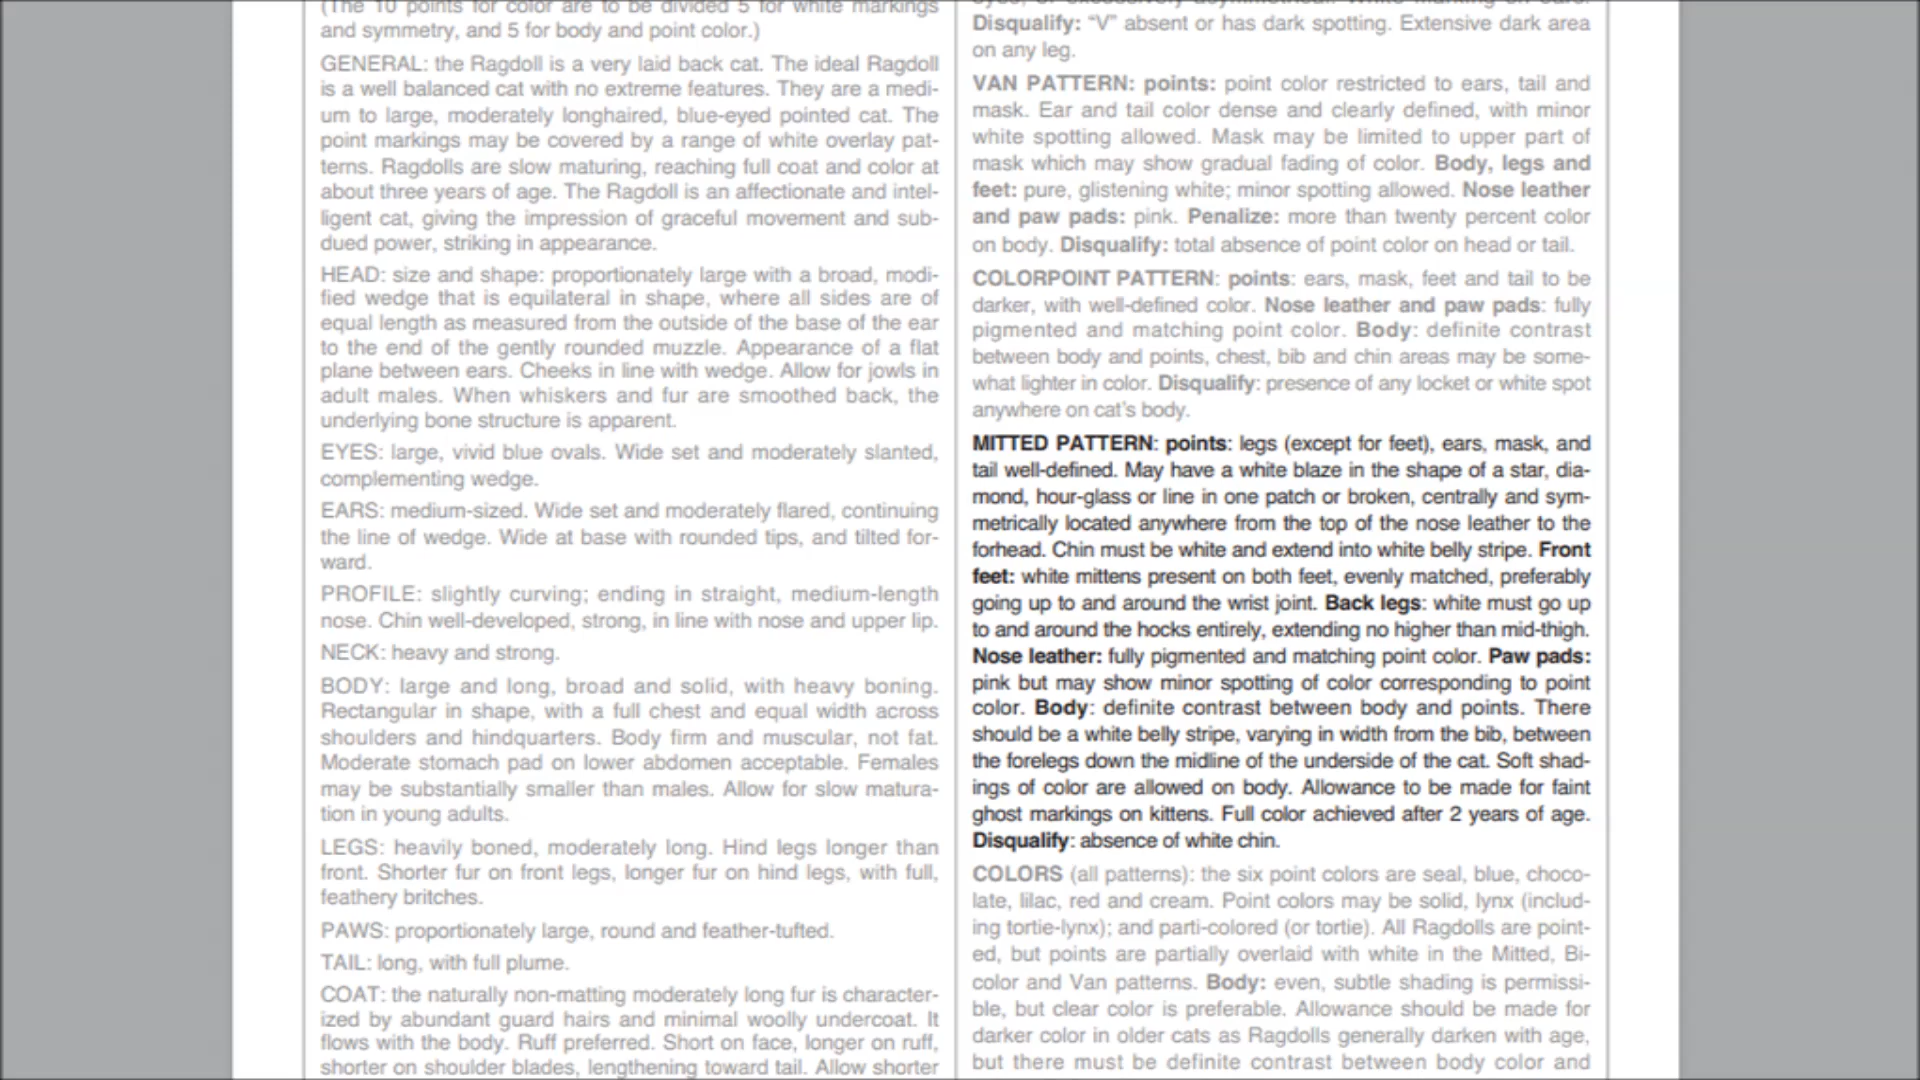 (The 10 points for color are to be divided 5 for white markings
and symmetry, and 5 for body and point color.)
GENERAL: the Ragdoll is a very laid back cat. The ideal Ragdoll
is a well balanced cat with no extreme features. They are a medi-
um to large, moderately longhaired, blue-eyed pointed cat. The
point markings may be covered by a range of white overlay pat-
terns. Ragdolls are slow maturing, reaching full coat and color at
about three years of age. The Ragdoll is an affectionate and intel-
ligent cat, giving the impression of graceful movement and sub-
dued power, striking in appearance.
HEAD: size and shape: proportionately large with a broad, modi-
fied wedge that is equilateral in shape, where all sides are of
equal length as measured from the outside of the base of the ear
to the end of the gently rounded muzzle. Appearance of a flat
plane between ears. Cheeks in line with wedge. Allow for jowls in
adult males. When whiskers and fur are smoothed back, the
underlying bone structure is apparent.
EYES: large, vivid blue ovals. Wide set and moderately slanted,
complementing wedge.
EARS: medium-sized. Wide set and moderately flared, continuing
the line of wedge. Wide at base with rounded tips, and tilted for-
ward.
PROFILE: slightly curving; ending in straight, medium-length
nose. Chin well-developed, strong, in line with nose and upper lip.
NECK: heavy and strong.
BODY: large and long, broad and solid, with heavy boning.
Rectangular in shape, with a full chest and equal width across
shoulders and hindquarters. Body firm and muscular, not fat.
Moderate stomach pad on lower abdomen acceptable. Females
may be substantially smaller than males. Allow for slow matura-
tion in young adults.
LEGS: heavily boned, moderately long. Hind legs longer than
front. Shorter fur on front legs, longer fur on hind legs, with full,
feathery britches.
PAWS: proportionately large, round and feather-tufted.
TAIL: long, with full plume.
COAT: the naturally non-matting moderately long fur is character-
ized by abundant guard hairs and minimal woolly undercoat. It
flows with the body. Ruff preferred. Short on face, longer on ruff,
shorter on shoulder blades, lengthening toward tail. Allow shorter
Disqualify: "V" absent or has dark spotting. Extensive dark area
on any leg.
VAN PATTERN: points: point color restricted to ears, tail and
mask. Ear and tail color dense and clearly defined, with minor
white spotting allowed. Mask may be limited to upper part of
mask which may show gradual fading of color. Body, legs and
feet: pure, glistening white; minor spotting allowed. Nose leather
and paw pads: pink. Penalize: more than twenty percent color
on body. Disqualify: total absence of point color on head or tail.
COLORPOINT PATTERN: points: ears, mask, feet and tail to be
darker, with well-defined color. Nose leather and paw pads: fully
pigmented and matching point color. Body: definite contrast
between body and points, chest, bib and chin areas may be some-
what lighter in color. Disqualify: presence of any locket or white spot
anywhere on cat's body.
MITTED PATTERN: points: legs (except for feet), ears, mask, and
tail well-defined. May have a white blaze in the shape of a star, dia-
mond, hour-glass or line in one patch or broken, centrally and sym-
metrically located anywhere from the top of the nose leather to the
forhead. Chin must be white and extend into white belly stripe. Front
feet: white mittens present on both feet, evenly matched, preferably
going up to and around the wrist joint. Back legs: white must go up
to and around the hocks entirely, extending no higher than mid-thigh.
Nose leather: fully pigmented and matching point color. Paw pads:
pink but may show minor spotting of color corresponding to point
color. Body: definite contrast between body and points. There
should be a white belly stripe, varying in width from the bib, between
the forelegs down the midline of the underside of the cat. Soft shad-
ings of color are allowed on body. Allowance to be made for faint
ghost markings on kittens. Full color achieved after 2 years of age.
Disqualify: absence of white chin.
COLORS (all patterns): the six point colors are seal, blue, choco-
late, lilac, red and cream. Point colors may be solid, lynx (includ-
ing tortie-lynx); and parti-colored (or tortie). All Ragdolls are point-
ed, but points are partially overlaid with white in the Mitted, Bi-
color and Van patterns. Body: even, subtle shading is permissi-
ble, but clear color is preferable. Allowance should be made for
darker color in older cats as Ragdolls generally darken with age,
but there must be definite contrast between body color and